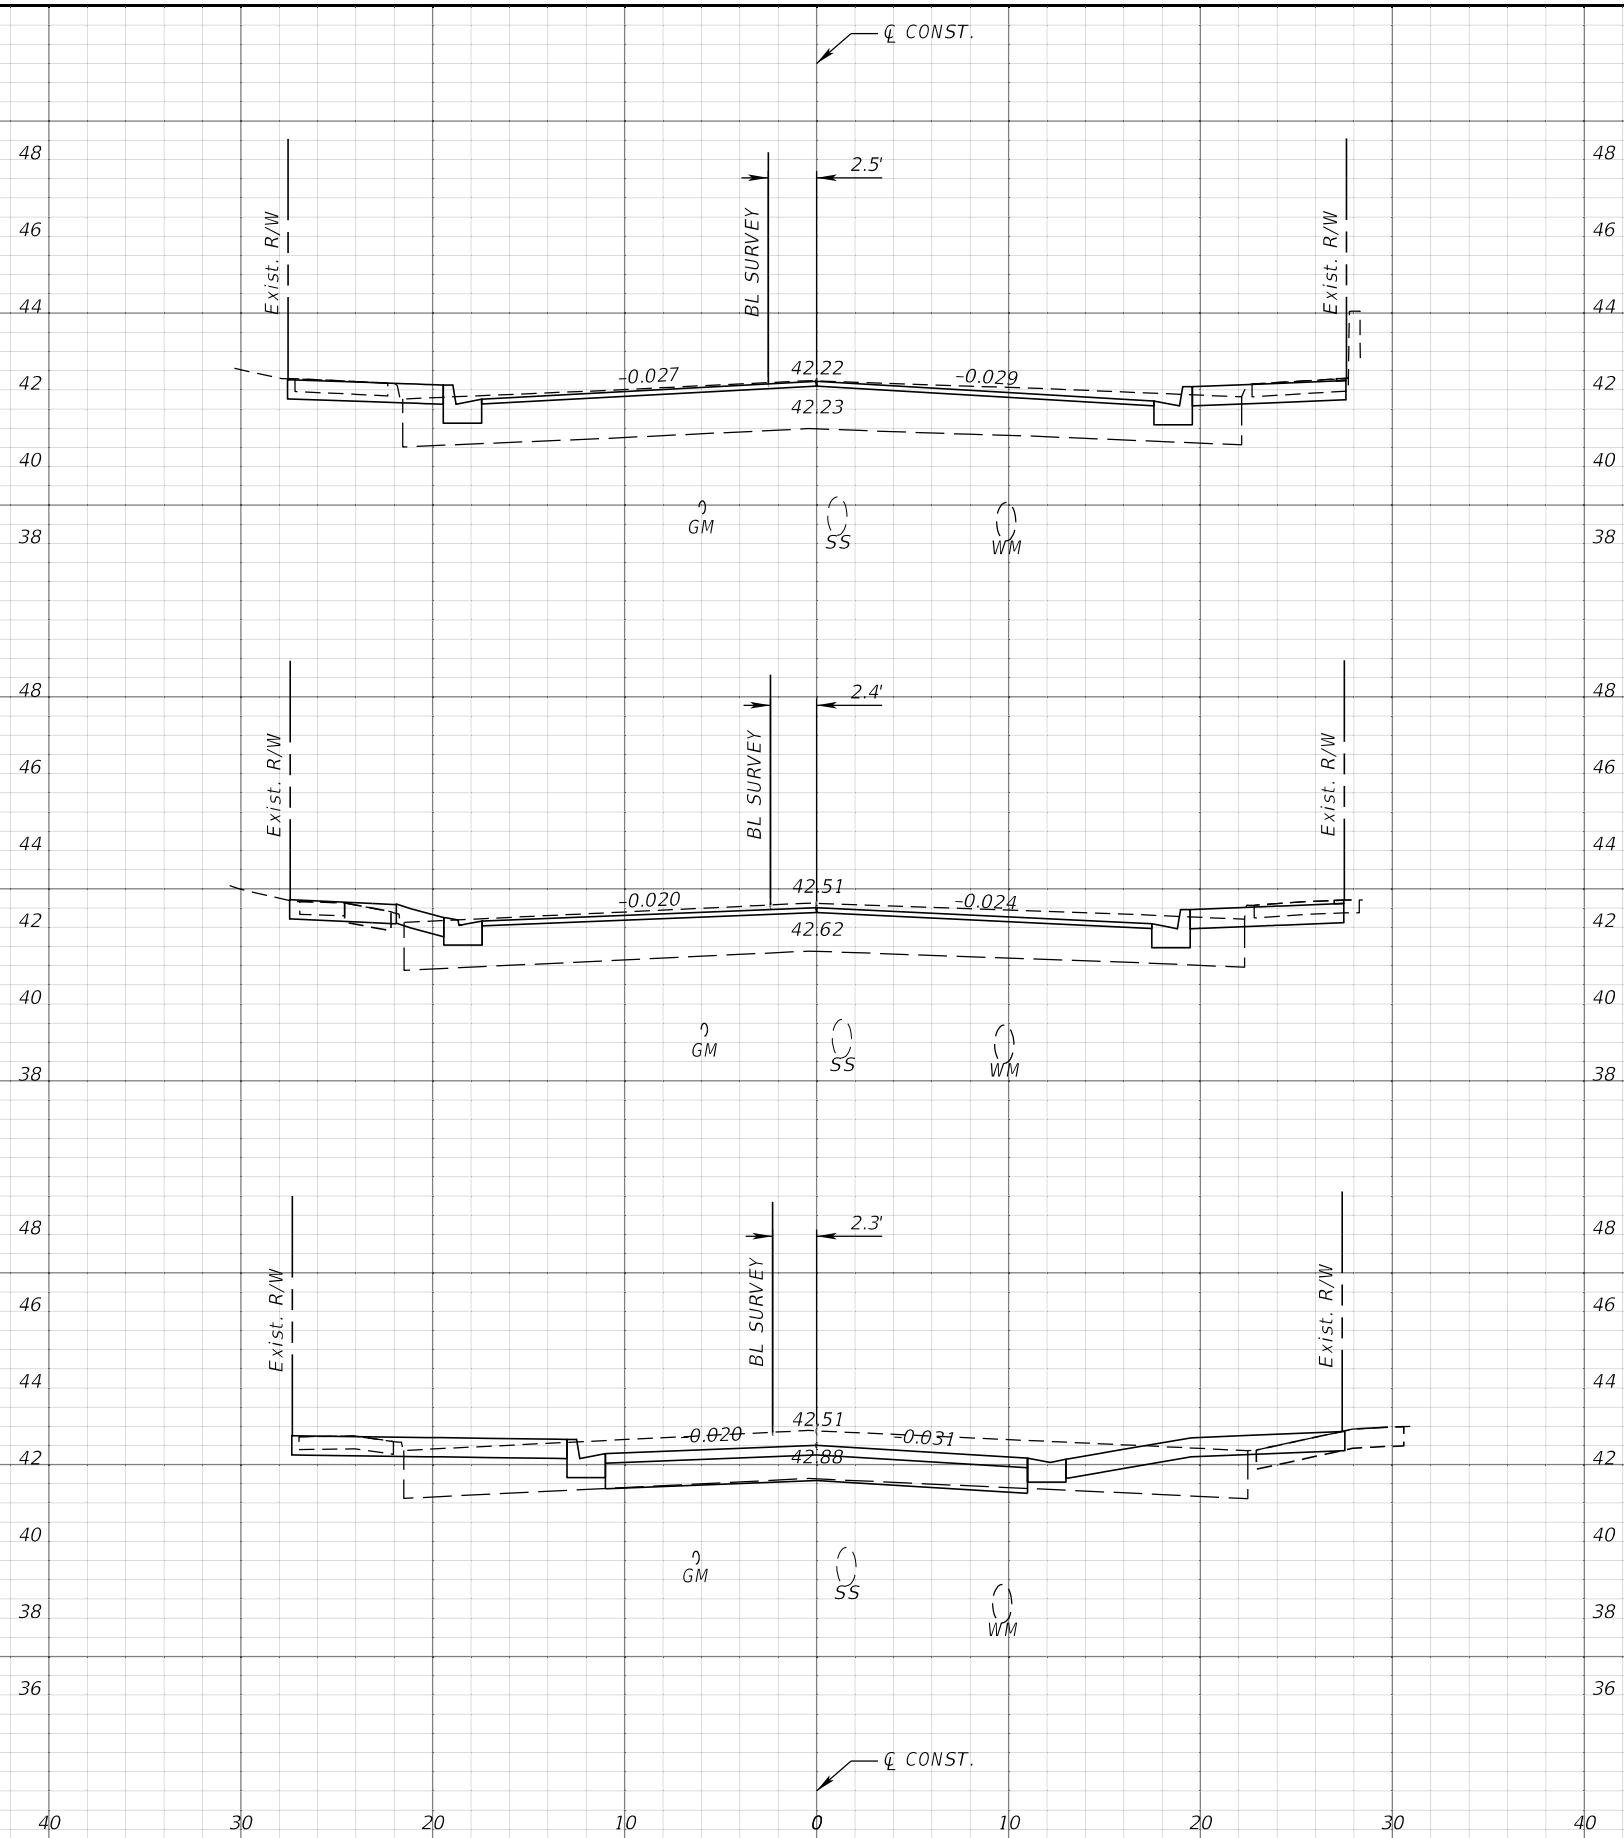 ℄ CONST.
48 48
2.5'
46 46
Exist. R/W BL SURVEY Exist. R/W
44 44
42.22
-0.027 -0.029
42 42
42.23
40 40
GM SS WM
38 38
48 48
2.4'
46 46
Exist. R/W BL SURVEY Exist. R/W
44 44
42.51
-0.020 -0.024
42 42
42.62
40 40
GM SS WM
38 38
48 48
2.3'
46 46
Exist. R/W BL SURVEY Exist. R/W
44 44
42.51
-0.020 -0.031
42 42.88 42
40 40
GM SS
38 38
WM
36 36
℄ CONST.
40 30 20 10 0 10 20 30 40